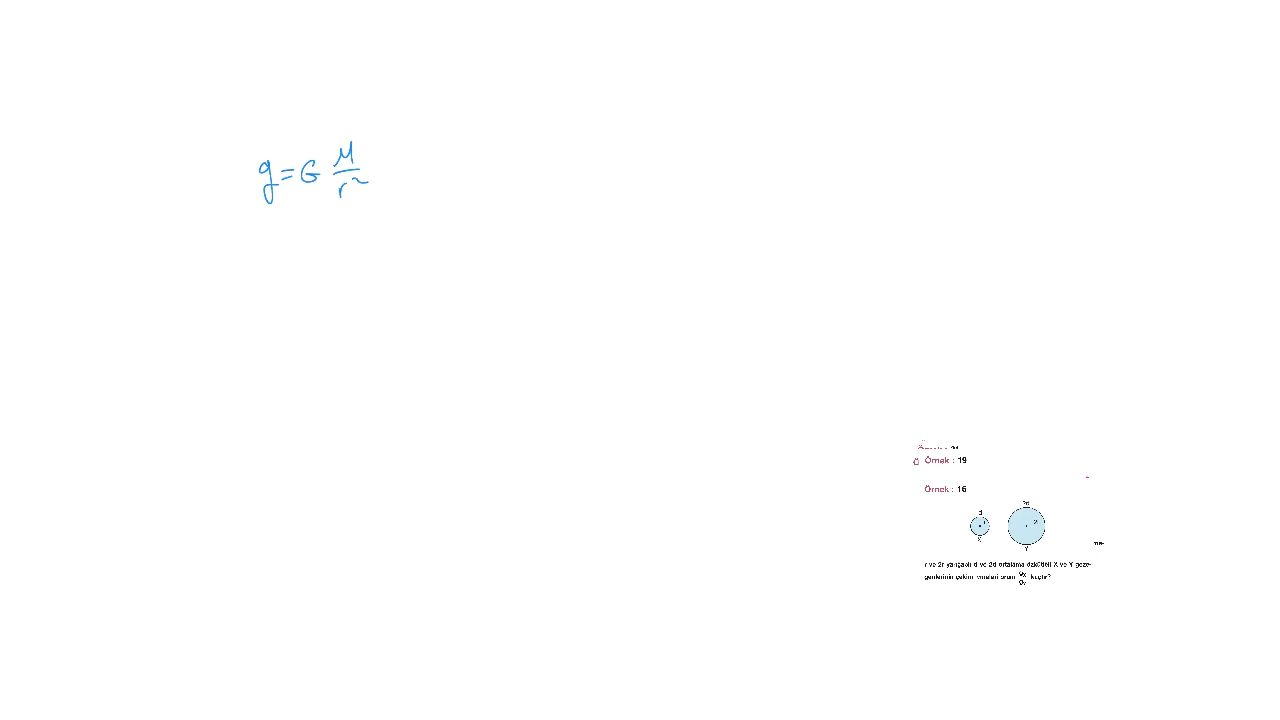 g = G M / r²
Örnek : 19
Örnek : 16
d 2d
r 2r
X Y
r ve 2r yarıçaplı d ve 2d ortalama özkütleli X ve Y geze-
genlerinin çekim ivmeleri oranı gx/gy kaçtır?